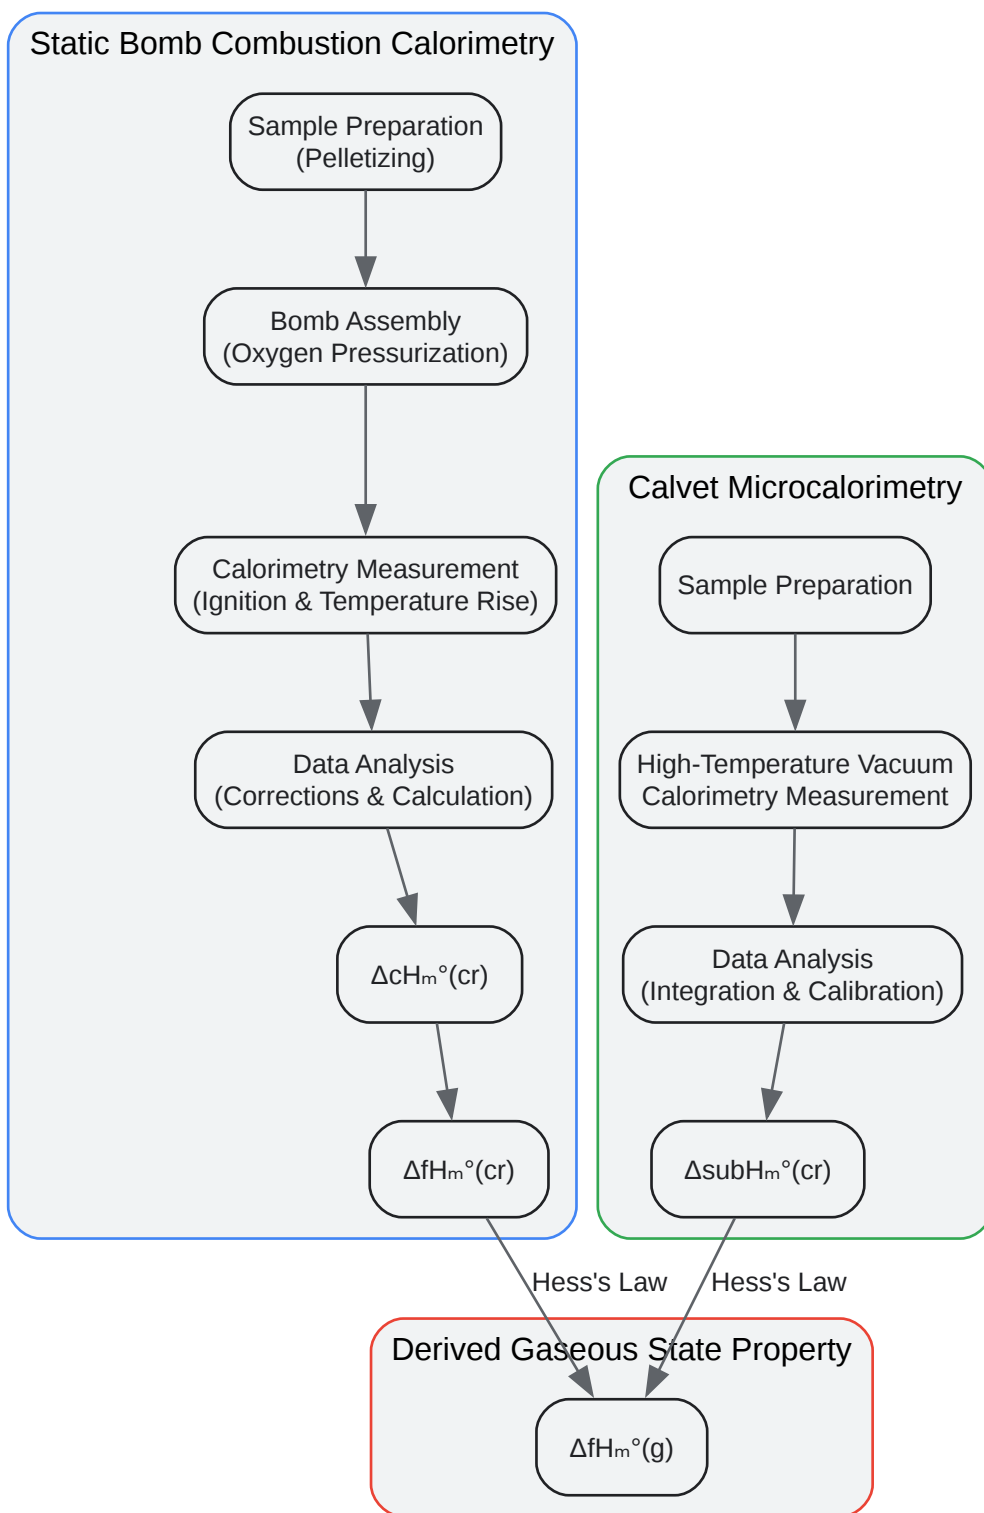 Static Bomb Combustion Calorimetry
Sample Preparation
(Pelletizing)
Bomb Assembly
(Oxygen Pressurization)
Calorimetry Measurement
(Ignition & Temperature Rise)
Data Analysis
(Corrections & Calculation)
ΔcHₘ°(cr)
ΔfHₘ°(cr)
Calvet Microcalorimetry
Sample Preparation
High-Temperature Vacuum
Calorimetry Measurement
Data Analysis
(Integration & Calibration)
ΔsubHₘ°(cr)
Hess's Law
Hess's Law
Derived Gaseous State Property
ΔfHₘ°(g)